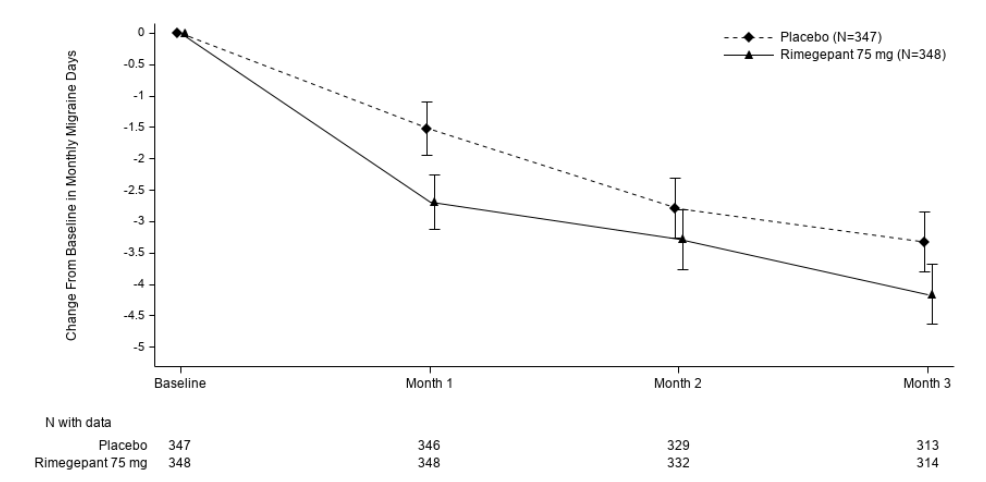 Change From Baseline in Monthly Migraine Days
0
-0.5
-1
-1.5
-2
-2.5
-3
-3.5
-4
-4.5
-5
Placebo (N=347)
Rimegepant 75 mg (N=348)
Baseline Month 1 Month 2 Month 3
N with data
Placebo 347 346 329 313
Rimegepant 75 mg 348 348 332 314